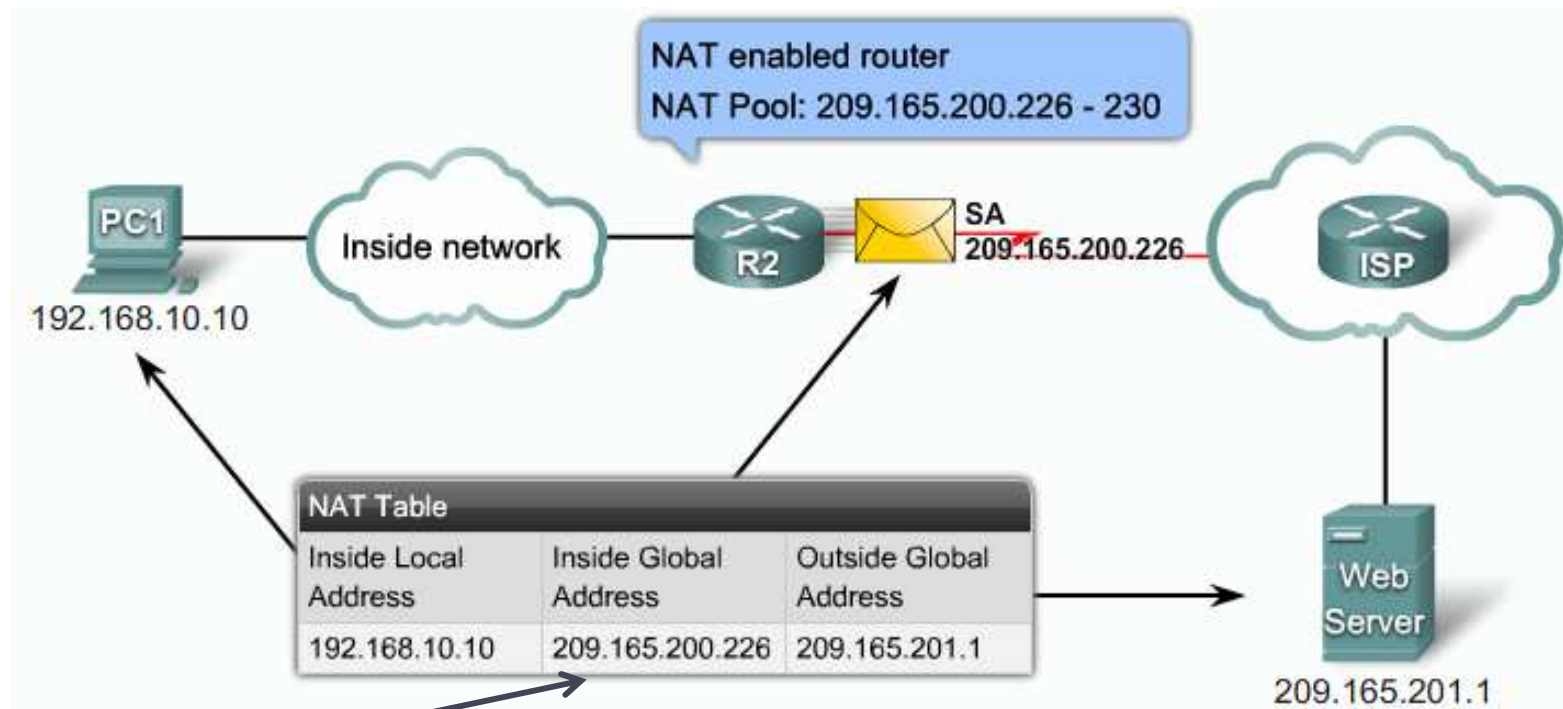 NAT enabled router
NAT Pool: 209.165.200.226 - 230
PC1
Inside network
R2
SA
209.165.200.226
ISP
192.168.10.10
NAT Table
Inside Local Address
Inside Global Address
Outside Global Address
192.168.10.10
209.165.200.226
209.165.201.1
Web
Server
209.165.201.1